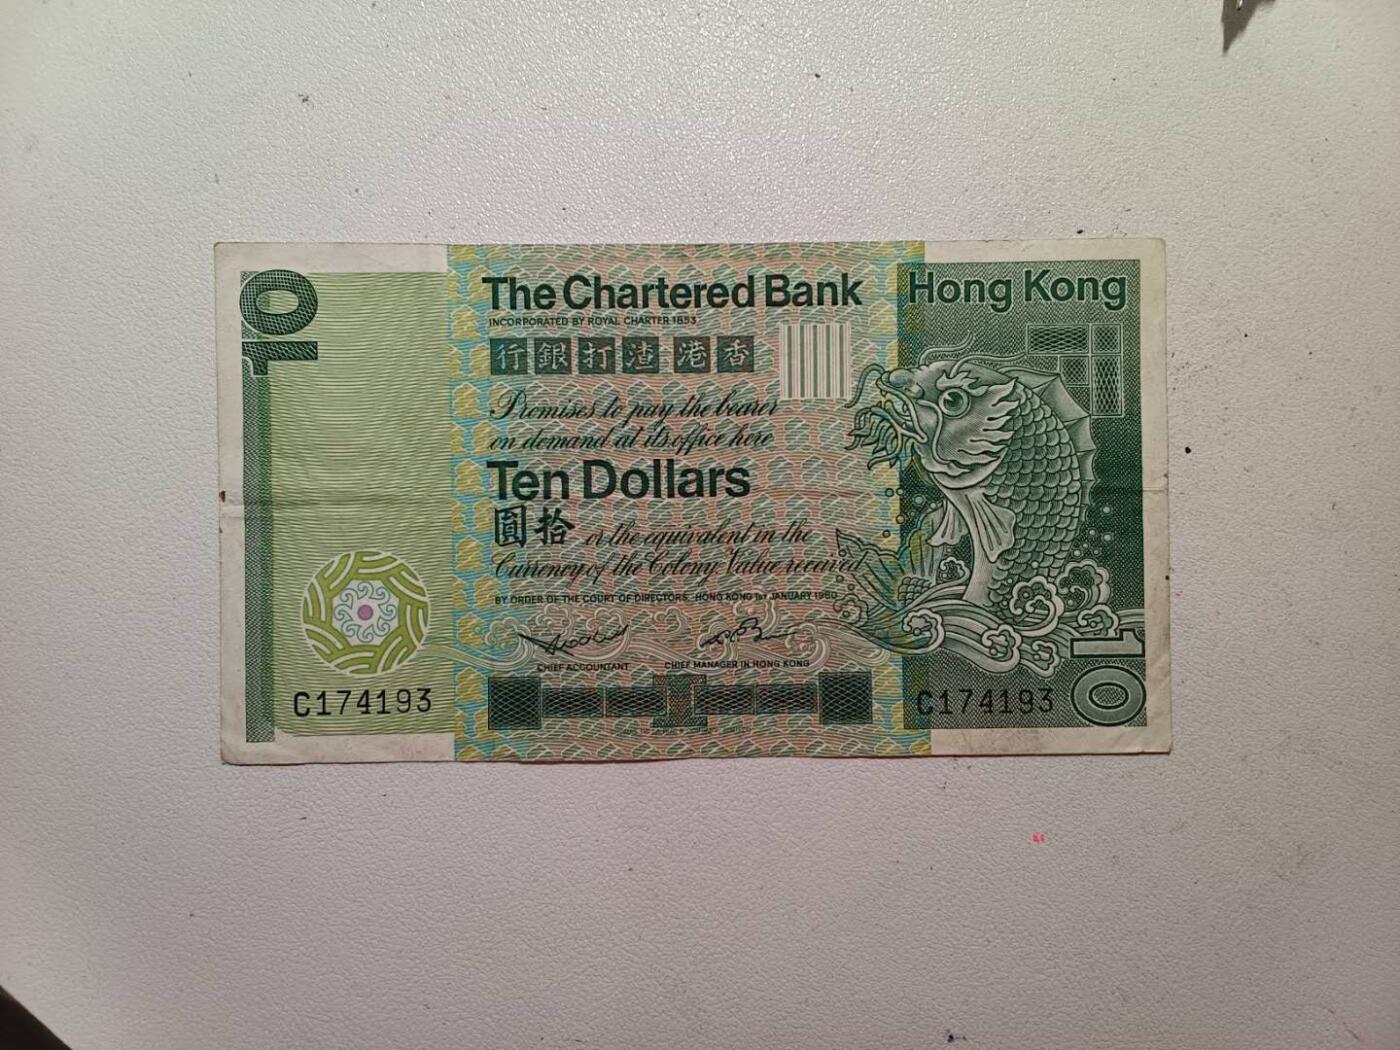 10
The Chartered Bank
INCORPORATED BY ROYAL CHARTER 1853
行銀打渣港香
Promises to pay the bearer
on demand at its office here
Ten Dollars
圓拾 or the equivalent in the
Currency of the Colony, Value received
BY ORDER OF THE COURT OF DIRECTORS, HONG KONG 1ST JANUARY 1980
CHIEF ACCOUNTANT CHIEF MANAGER IN HONG KONG
C174193
Hong Kong
C174193
10